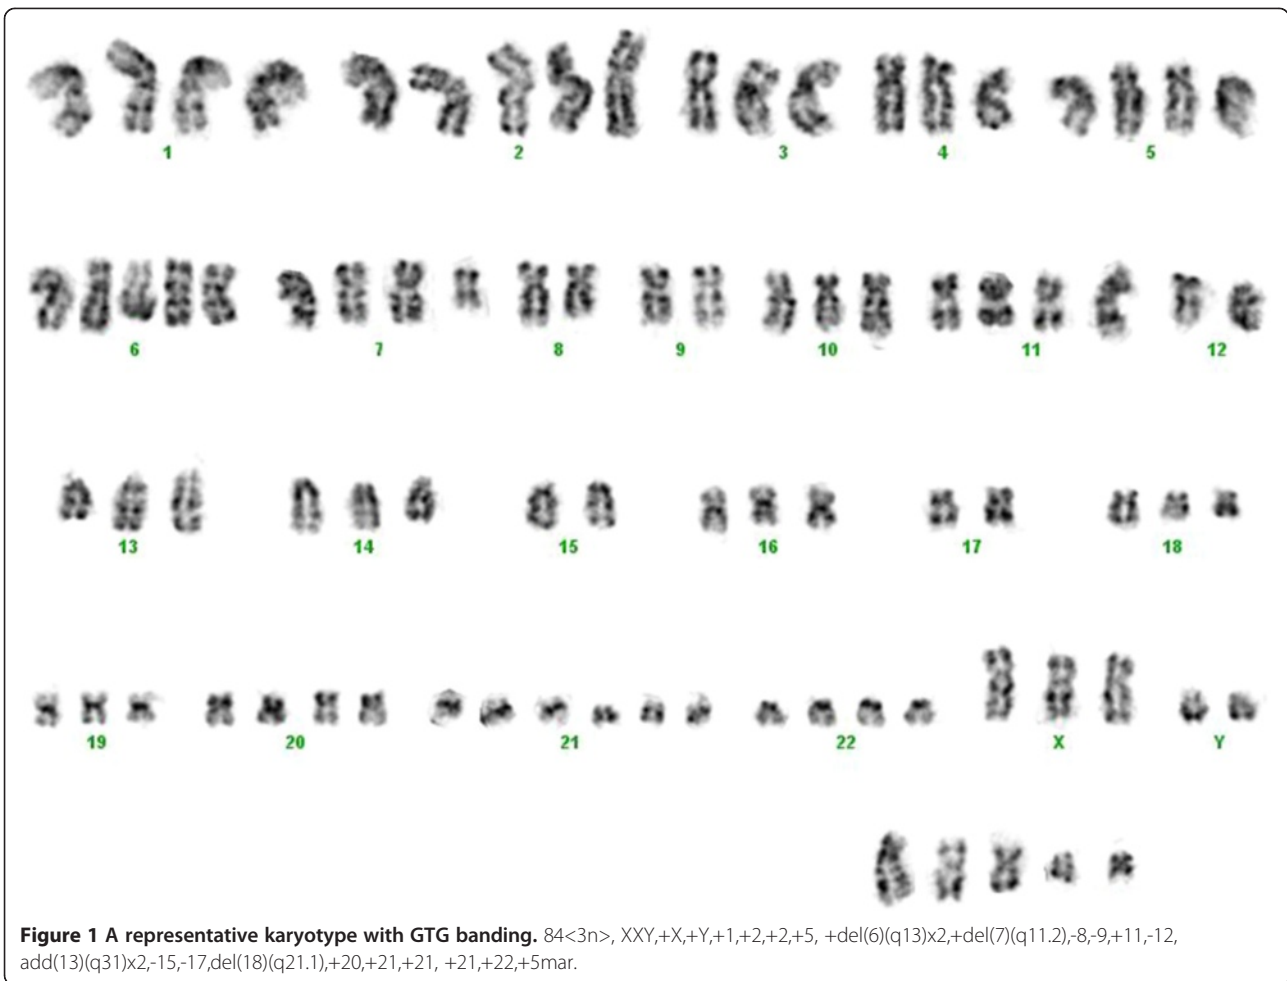 1 2 3 4 5
6 7 8 9 10 11 12
13 14 15 16 17 18
19 20 21 22 X Y
Figure 1 A representative karyotype with GTG banding. 84<3n>, XXY,+X,+Y,+1,+2,+2,+5, +del(6)(q13)x2,+del(7)(q11.2),-8,-9,+11,-12,
add(13)(q31)x2,-15,-17,del(18)(q21.1),+20,+21,+21, +21,+22,+5mar.